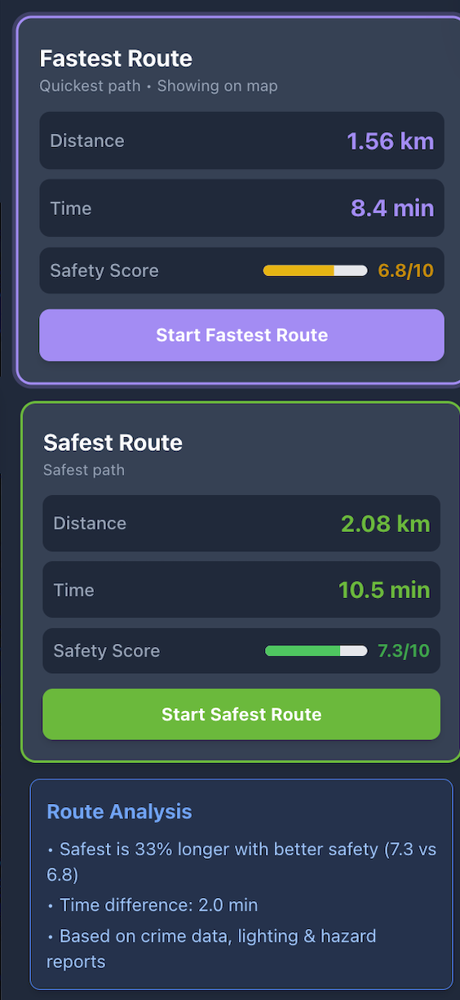 Fastest Route
Quickest path • Showing on map
Distance 1.56 km
Time 8.4 min
Safety Score 6.8/10
Start Fastest Route
Safest Route
Safest path
Distance 2.08 km
Time 10.5 min
Safety Score 7.3/10
Start Safest Route
Route Analysis
• Safest is 33% longer with better safety (7.3 vs
6.8)
• Time difference: 2.0 min
• Based on crime data, lighting & hazard
reports